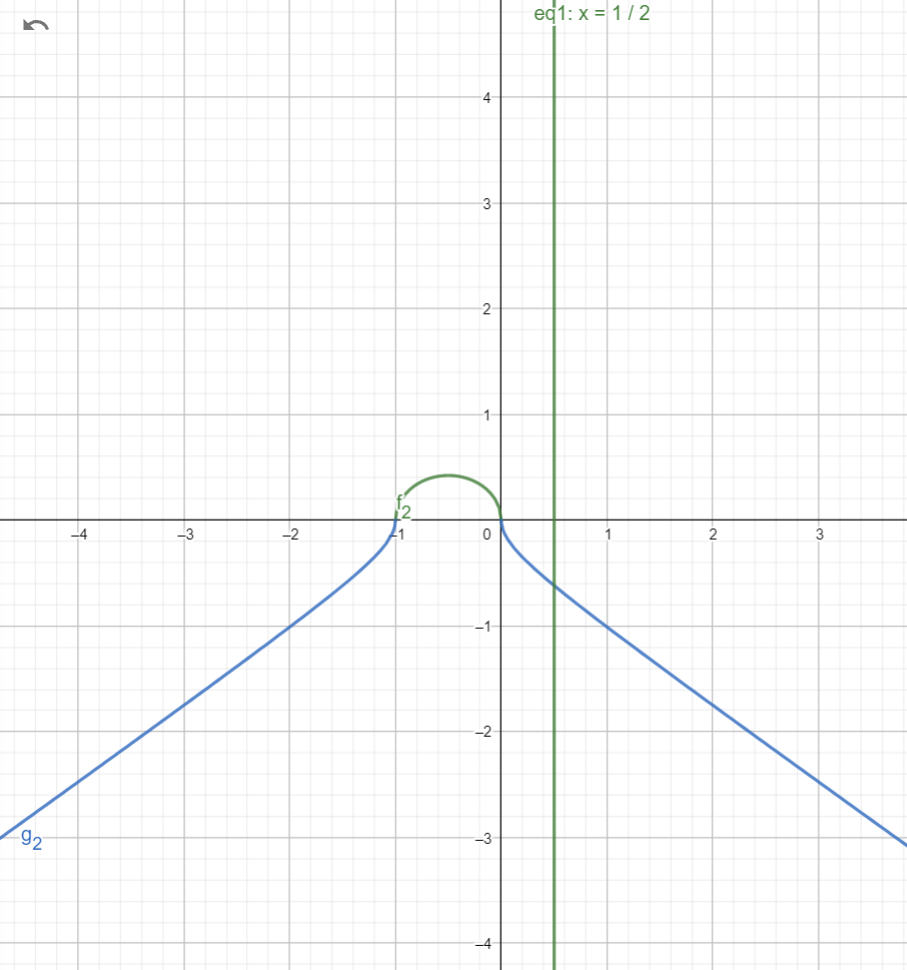 eq1: x = 1 / 2
4
3
2
1
f₂
–4 –3 –2 –1 0 1 2 3
–1
–2
–3
g₂
–4